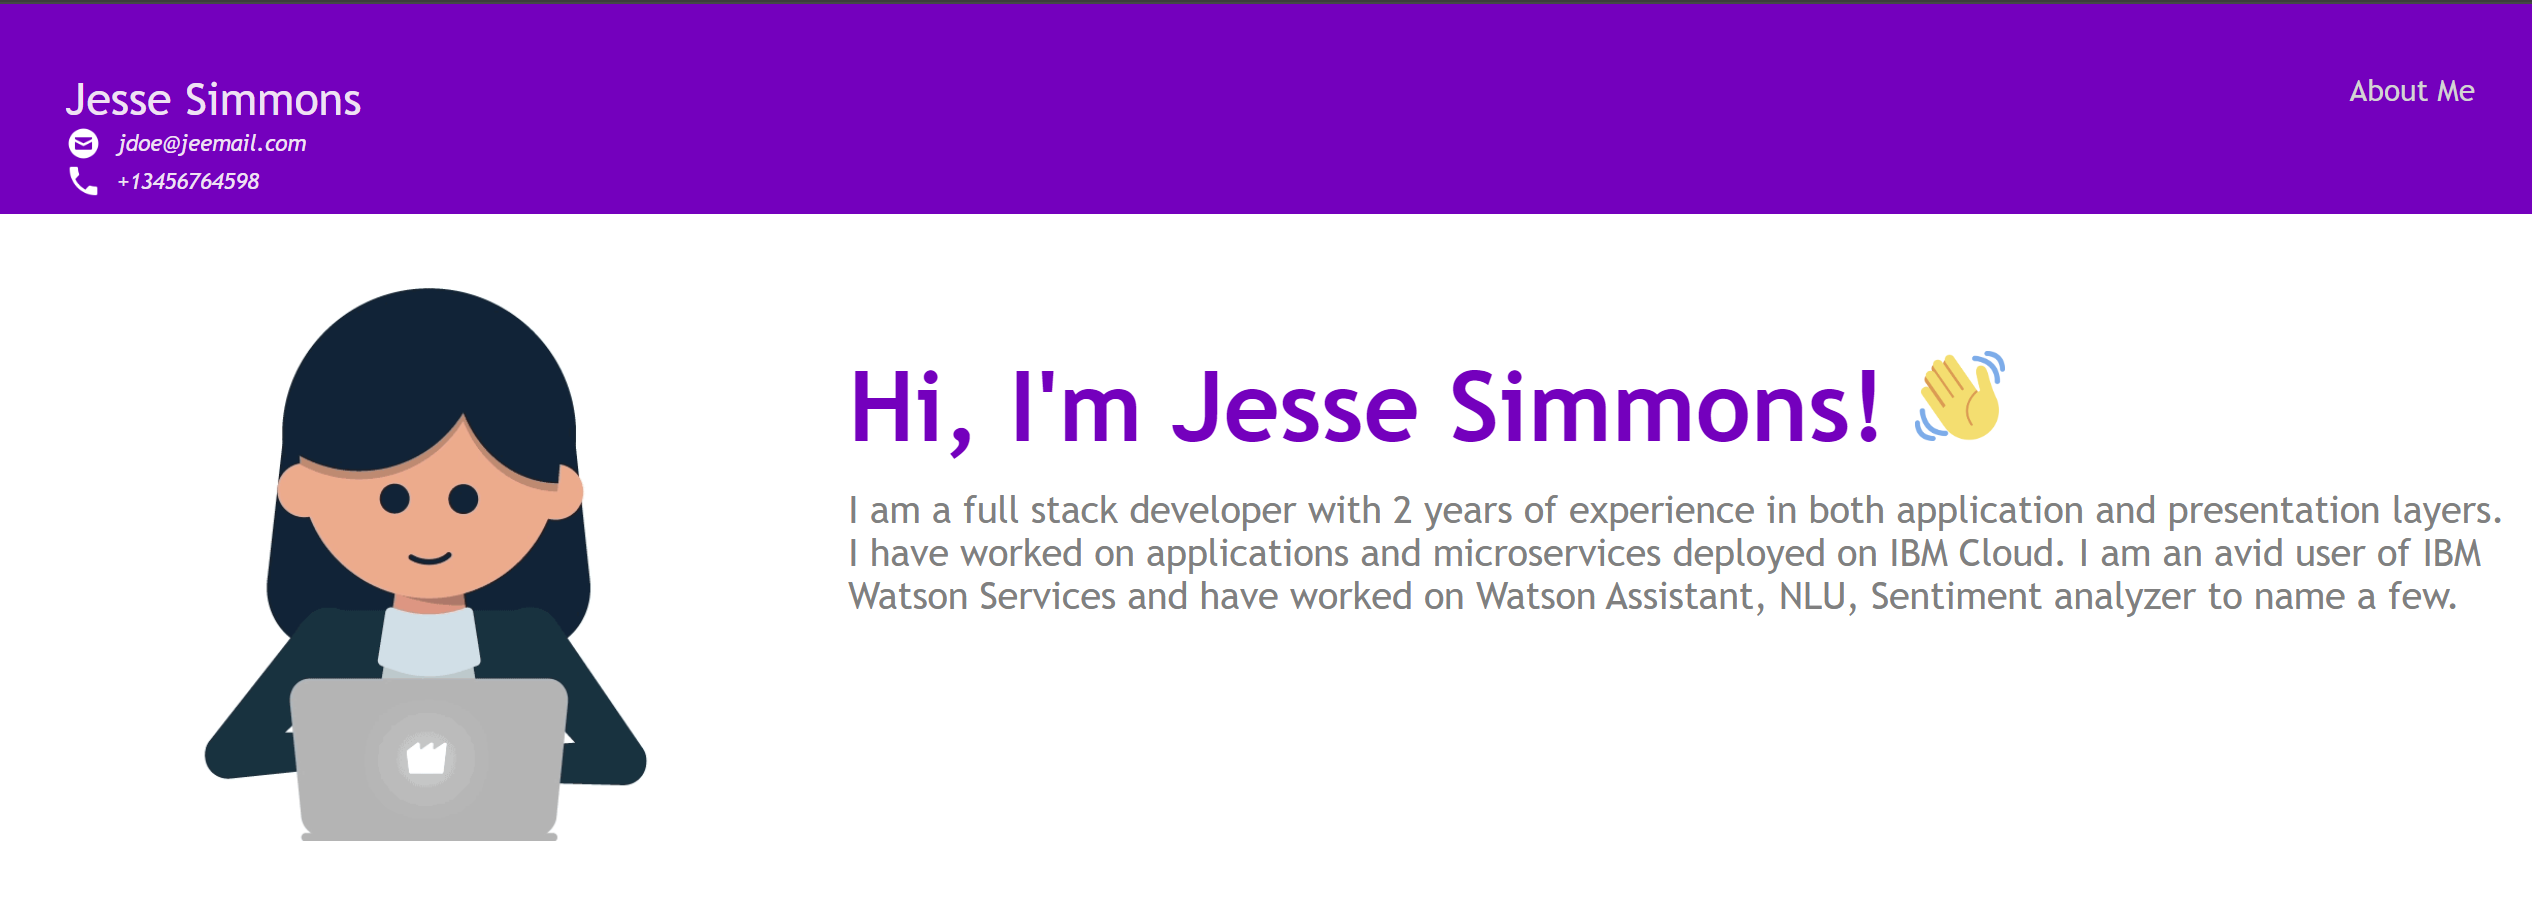 Jesse Simmons
About Me
jdoe@jeemail.com
+13456764598
Hi, I'm Jesse Simmons!
I am a full stack developer with 2 years of experience in both application and presentation layers.
I have worked on applications and microservices deployed on IBM Cloud. I am an avid user of IBM
Watson Services and have worked on Watson Assistant, NLU, Sentiment analyzer to name a few.